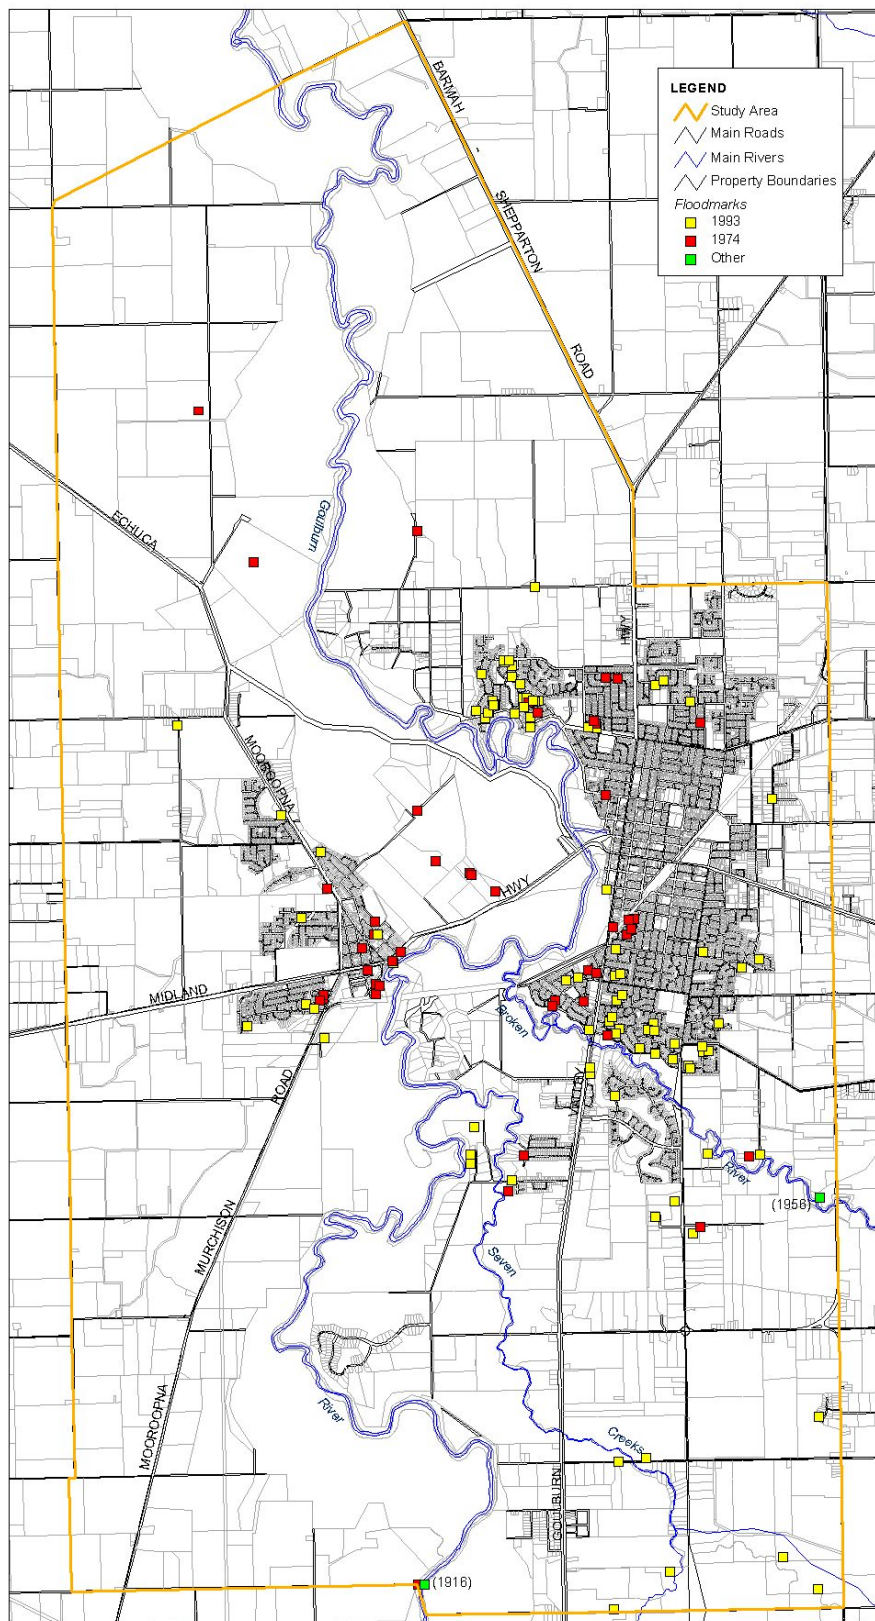 BARMAH
SHEPPARTON
ROAD
LEGEND
Study Area
Main Roads
Main Rivers
Property Boundaries
Floodmarks
1993
1974
Other
ECHUCA
Goulburn
HWY
MOOROOPNA
HWY
MIDLAND
Broken
ROAD
VALLEY
River
(1956)
MURCHISON
Seven
River
MOOROOPNA
Creeks
GOULBURN
(1916)